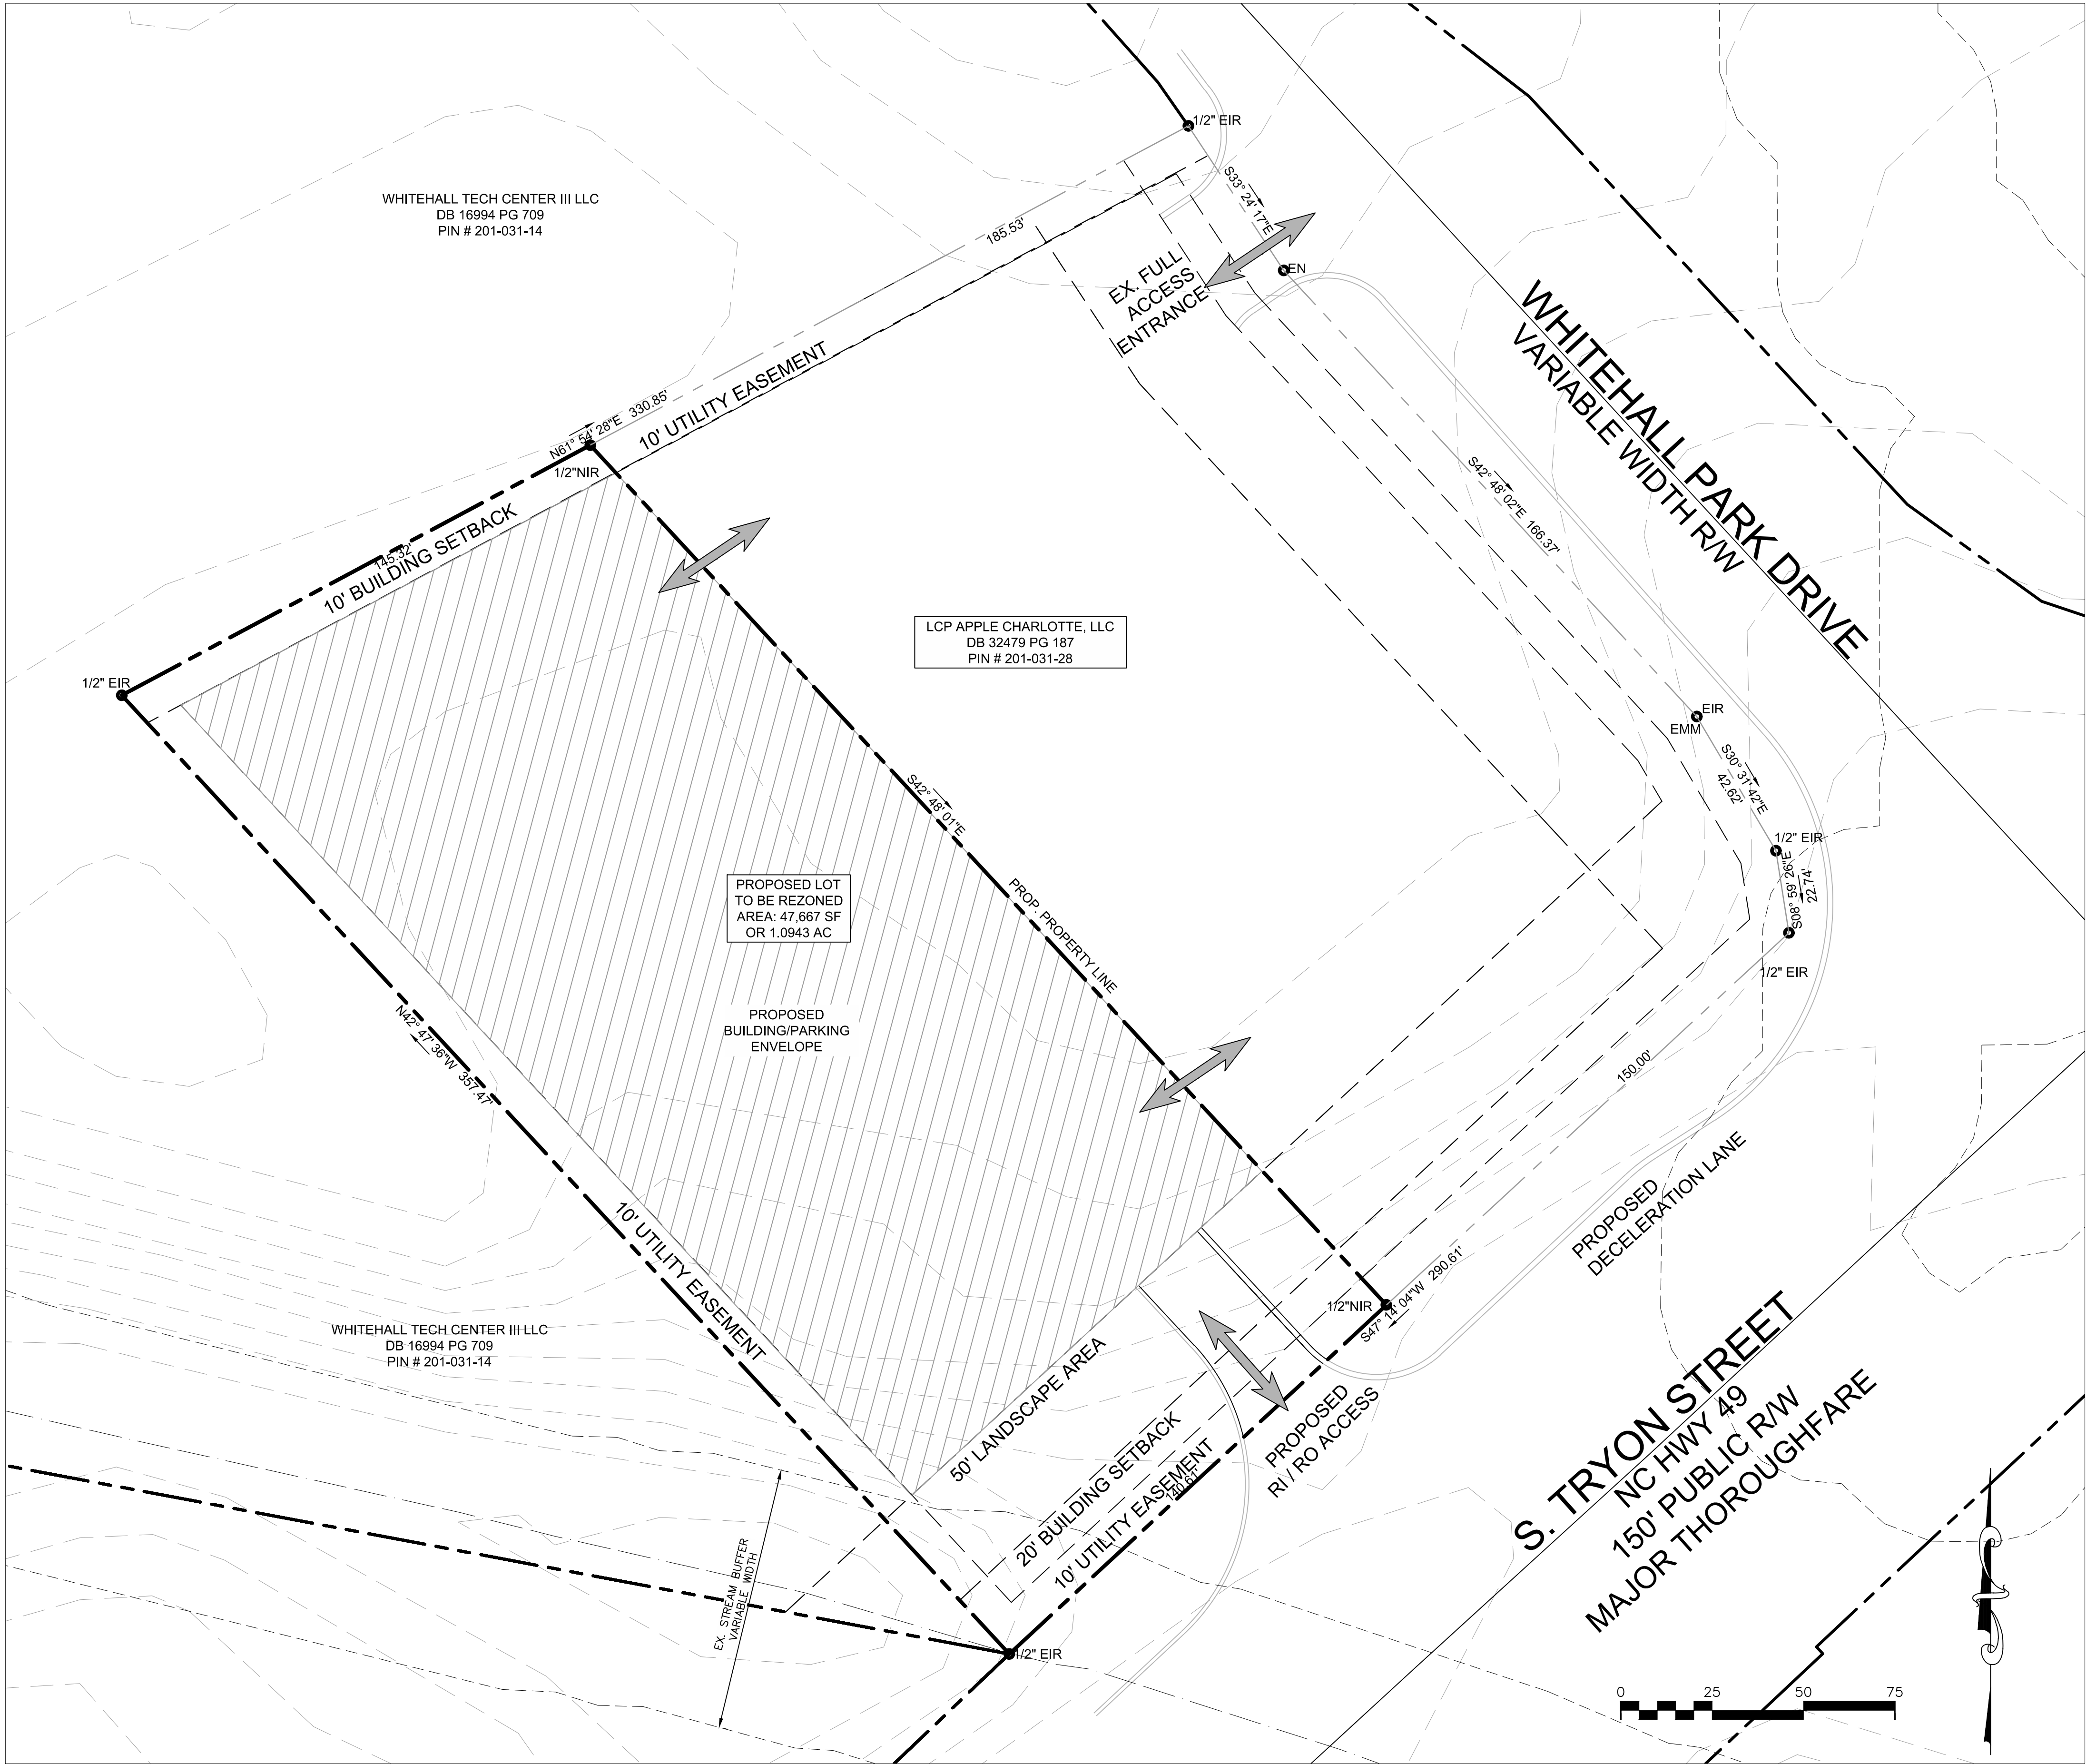 1/2" EIR
WHITEHALL TECH CENTER III LLC
DB 16994 PG 709
PIN # 201-031-14
S33° 24' 17"E
185.53'
EX. FULL
ACCESS
ENTRANCE
EN
WHITEHALL PARK DRIVE
VARIABLE WIDTH R/W
10' UTILITY EASEMENT
N61° 54' 28"E 330.85'
1/2"NIR
10' BUILDING SETBACK
145.32'
S42° 48' 02"E 166.37'
LCP APPLE CHARLOTTE, LLC
DB 32479 PG 187
PIN # 201-031-28
1/2" EIR
EIR
EMM
S30° 31' 42"E
42.62'
S42° 48' 01"E
1/2" EIR
S08° 59' 26"E
22.74'
1/2" EIR
PROPOSED LOT
TO BE REZONED
AREA: 47,667 SF
OR 1.0943 AC
PROP. PROPERTY LINE
PROPOSED
BUILDING/PARKING
ENVELOPE
N42° 47' 36"W 357.47'
150.00'
PROPOSED
DECELERATION LANE
10' UTILITY EASEMENT
1/2"NIR
S47° 14' 04"W 290.61'
WHITEHALL TECH CENTER III LLC
DB 16994 PG 709
PIN # 201-031-14
50' LANDSCAPE AREA
PROPOSED
RI / RO ACCESS
S. TRYON STREET
NC HWY 49
150' PUBLIC R/W
MAJOR THOROUGHFARE
20' BUILDING SETBACK
10' UTILITY EASEMENT
140.61'
EX. STREAM BUFFER
VARIABLE WIDTH
1/2" EIR
0 25 50 75